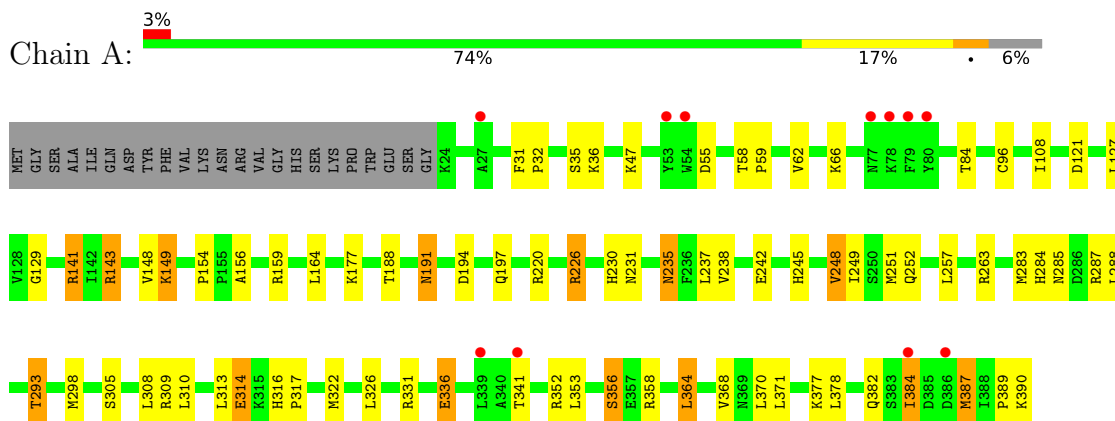 3%
Chain A:
74% 17% • 6%
MET GLY SER ALA ILE GLN ASP TYR PHE VAL LYS ASN ARG VAL GLY HIS SER LYS PRO TRP GLU SER GLY K24 A27 F31 P32 S35 K36 K47 Y53 W54 D55 T58 P59 V62 K66 N77 K78 F79 Y80 T84 C96 I108 D121
V128 G129 R141 I142 R143 V148 K149 P154 P155 A156 R159 L164 K177 T188 N191 D194 Q197 R220 R226 H230 N231 N235 F236 L237 V238 E242 H245 V248 I249 S250 M251 Q252 L257 R263 M283 H284 N285 D286 R287
T293 M298 S305 L308 R309 L310 L313 E314 K315 H316 P317 M322 L326 R331 E336 L339 A340 T341 R352 L353 S356 E357 R358 L364 V368 N369 L370 L371 K377 L378 Q382 S383 I384 D385 D386 M387 I388 P389 K390